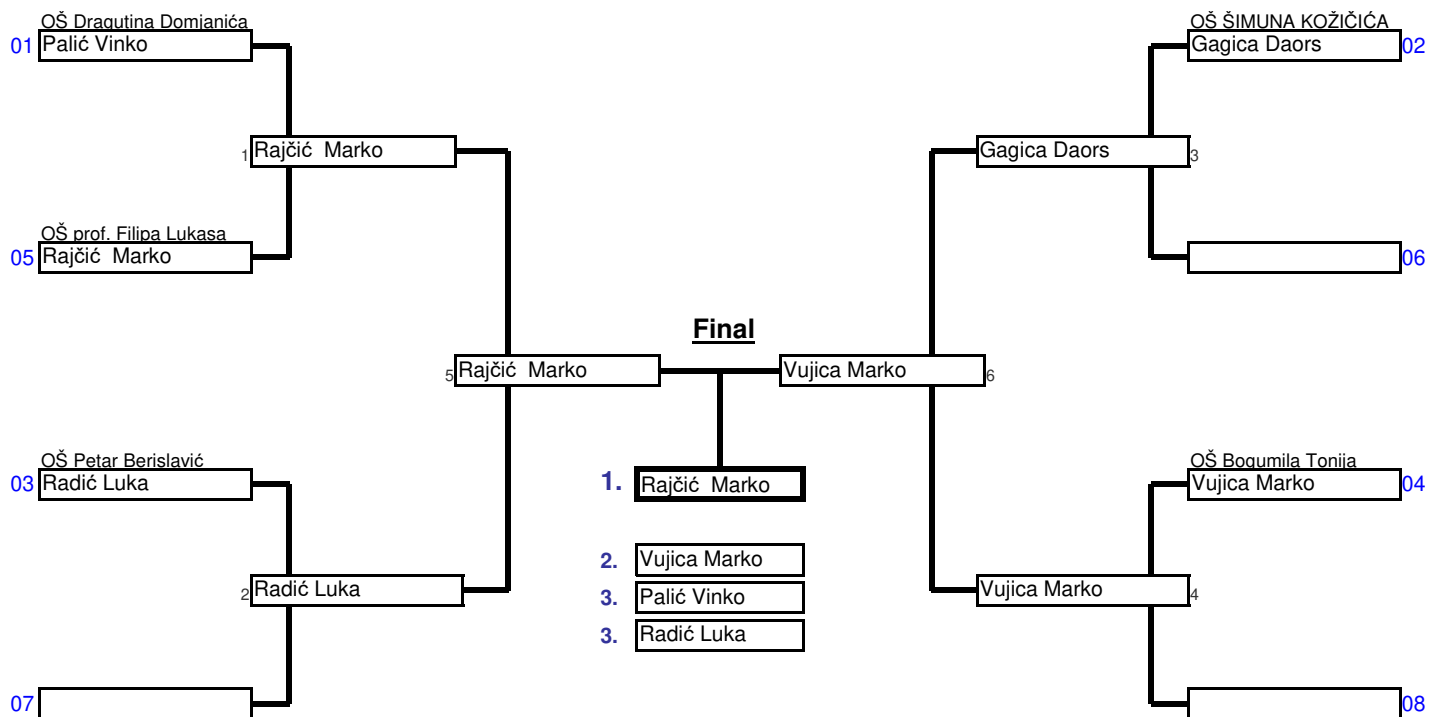 OŠ Dragutina Domjanića
01 Palić Vinko
OŠ ŠIMUNA KOŽIČIĆA
Gagica Daors 02
1 Rajčić  Marko
Gagica Daors 3
OŠ prof. Filipa Lukasa
05 Rajčić  Marko
06
Final
5 Rajčić  Marko
Vujica Marko 6
OŠ Petar Berislavić
03 Radić Luka
1. Rajčić  Marko
OŠ Bogumila Tonija
Vujica Marko 04
2. Vujica Marko
2 Radić Luka
Vujica Marko 4
3. Palić Vinko
3. Radić Luka
07
08